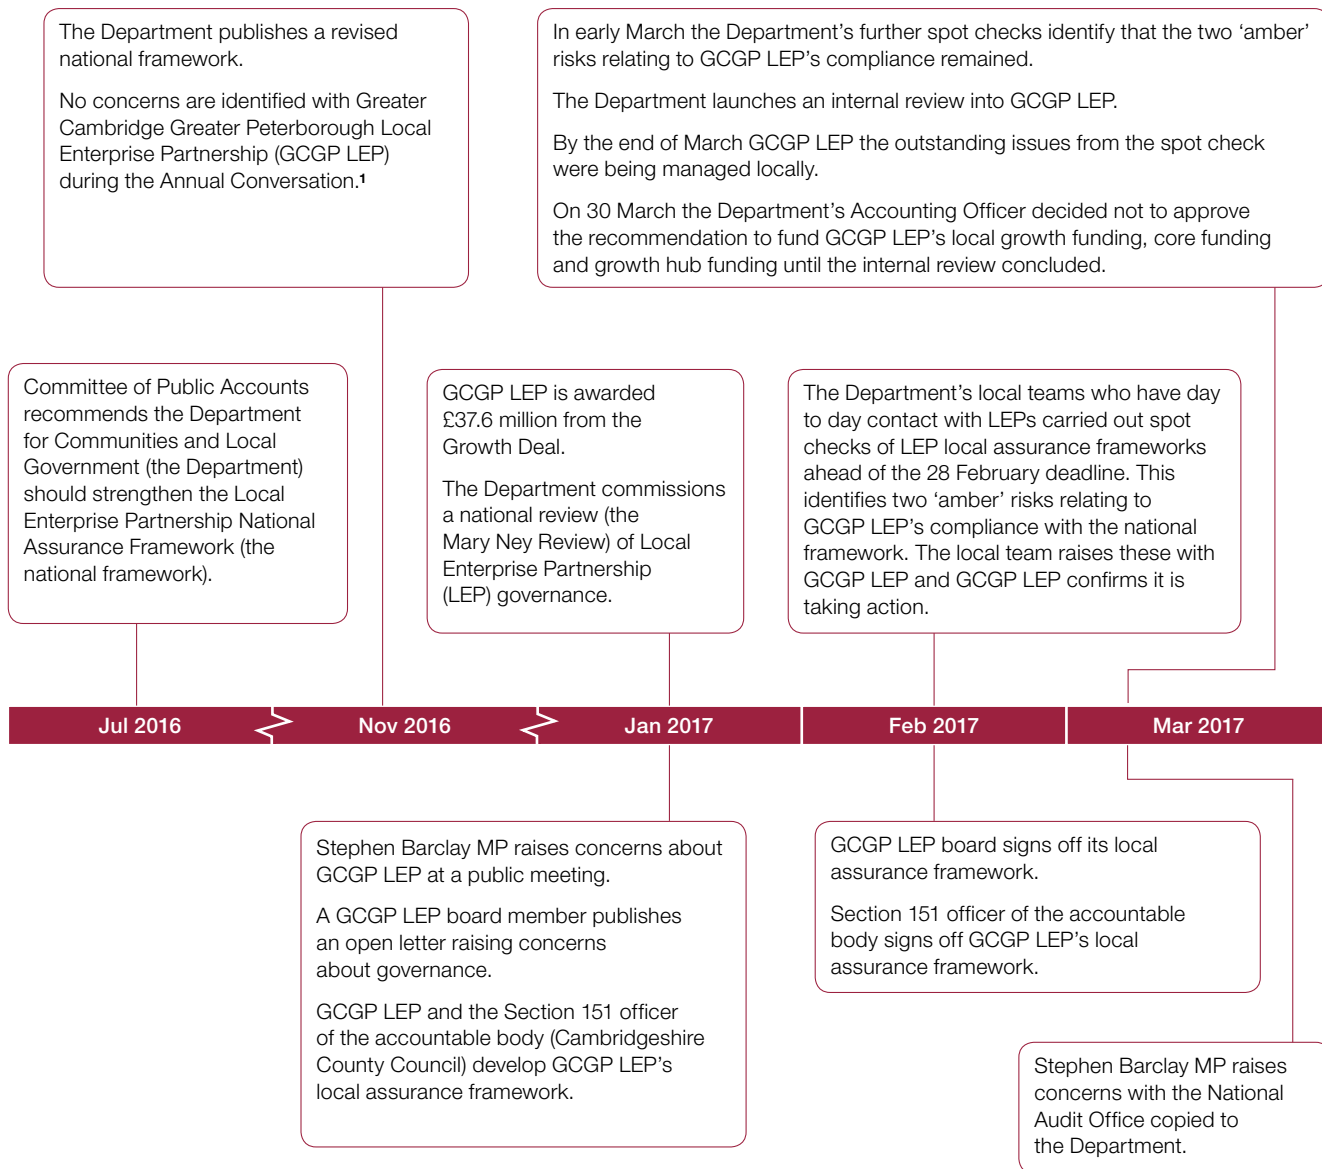 The Department publishes a revised
national framework.
No concerns are identified with Greater
Cambridge Greater Peterborough Local
Enterprise Partnership (GCGP LEP)
during the Annual Conversation.1
In early March the Department’s further spot checks identify that the two ‘amber’
risks relating to GCGP LEP’s compliance remained.
The Department launches an internal review into GCGP LEP.
By the end of March GCGP LEP the outstanding issues from the spot check
were being managed locally.
On 30 March the Department’s Accounting Officer decided not to approve
the recommendation to fund GCGP LEP’s local growth funding, core funding
and growth hub funding until the internal review concluded.
Committee of Public Accounts
recommends the Department
for Communities and Local
Government (the Department)
should strengthen the Local
Enterprise Partnership National
Assurance Framework (the
national framework).
GCGP LEP is awarded
£37.6 million from the
Growth Deal.
The Department commissions
a national review (the
Mary Ney Review) of Local
Enterprise Partnership
(LEP) governance.
The Department’s local teams who have day
to day contact with LEPs carried out spot
checks of LEP local assurance frameworks
ahead of the 28 February deadline. This
identifies two ‘amber’ risks relating to
GCGP LEP’s compliance with the national
framework. The local team raises these with
GCGP LEP and GCGP LEP confirms it is
taking action.
Jul 2016
Nov 2016
Jan 2017
Feb 2017
Mar 2017
Stephen Barclay MP raises concerns about
GCGP LEP at a public meeting.
A GCGP LEP board member publishes
an open letter raising concerns
about governance.
GCGP LEP and the Section 151 officer
of the accountable body (Cambridgeshire
County Council) develop GCGP LEP’s
local assurance framework.
GCGP LEP board signs off its local
assurance framework.
Section 151 officer of the accountable
body signs off GCGP LEP’s local
assurance framework.
Stephen Barclay MP raises
concerns with the National
Audit Office copied to
the Department.